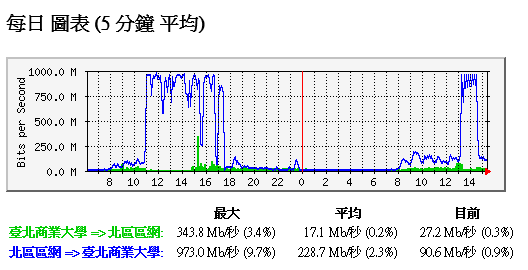 每日 圖表 (5 分鐘 平均)
1000.0 M
750.0 M
500.0 M
250.0 M
0.0 M
Bits per Second
8 10 12 14 16 18 20 22 0 2 4 6 8 10 12 14
最大 平均 目前
臺北商業大學 => 北區區網: 343.8 Mb/秒 (3.4%) 17.1 Mb/秒 (0.2%) 27.2 Mb/秒 (0.3%)
北區區網 => 臺北商業大學: 973.0 Mb/秒 (9.7%) 228.7 Mb/秒 (2.3%) 90.6 Mb/秒 (0.9%)